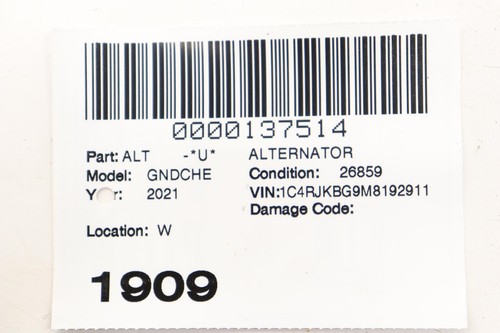 0000137514
Part: ALT -*U* ALTERNATOR
Model: GNDCHE Condition: 26859
Y r: 2021 VIN:1C4RJKBG9M8192911
Damage Code:
Location: W
1909